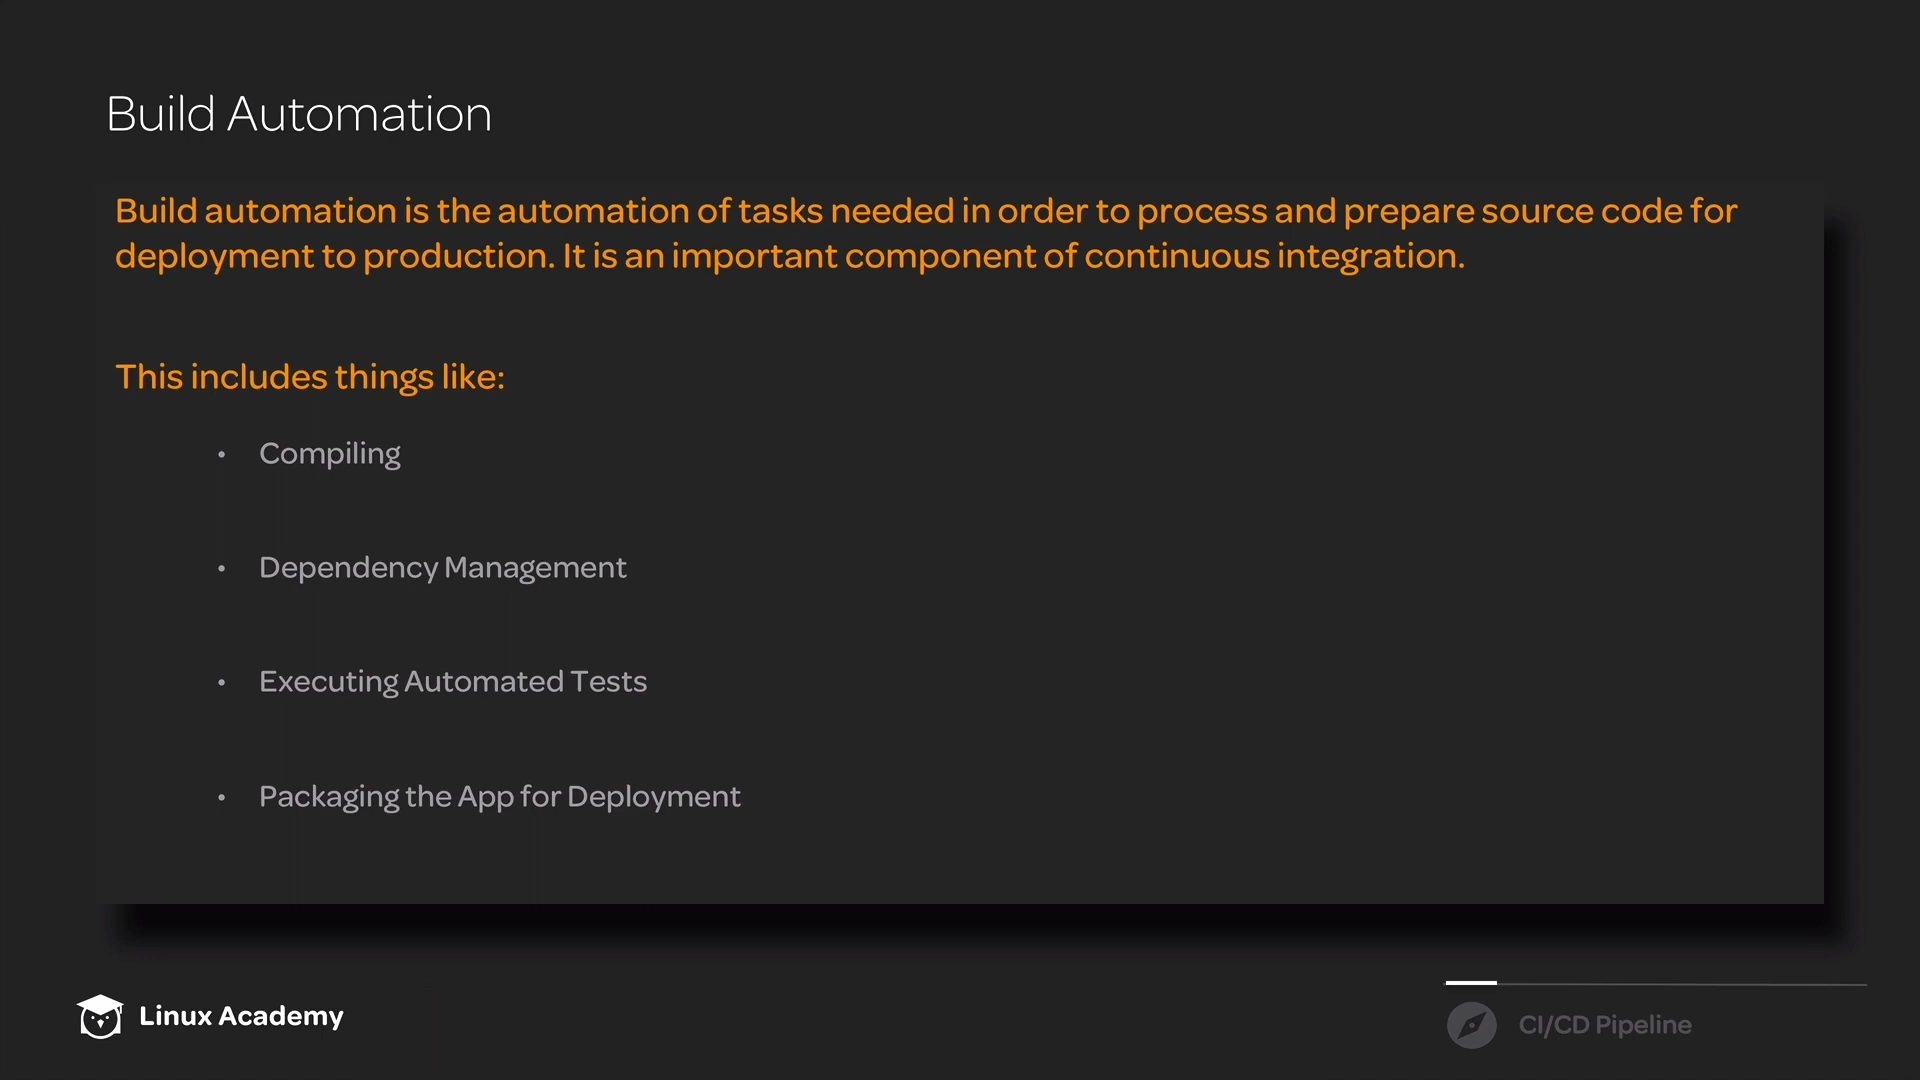 Build Automation
Build automation is the automation of tasks needed in order to process and prepare source code for
deployment to production. It is an important component of continuous integration.
This includes things like:
• Compiling
• Dependency Management
• Executing Automated Tests
• Packaging the App for Deployment
Linux Academy
CI/CD Pipeline